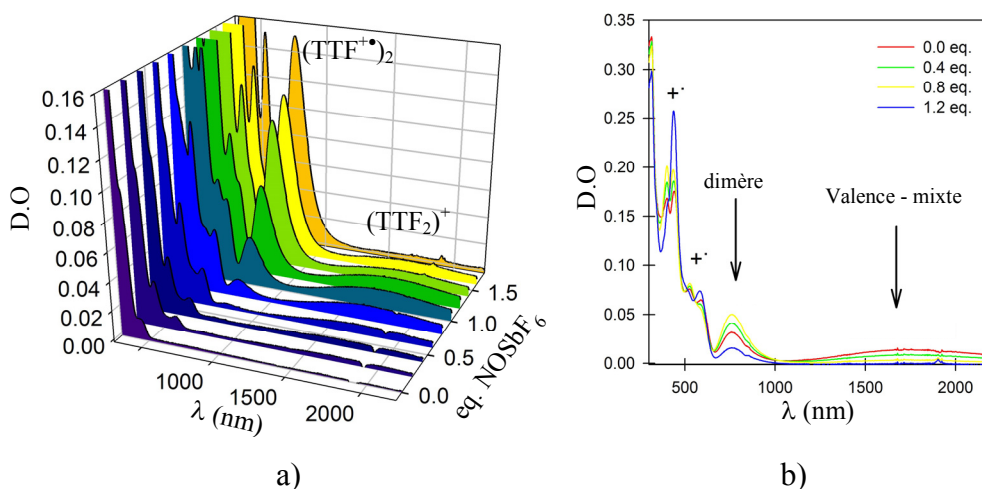 (TTF⁺•)₂
(TTF₂)⁺
D.O
0.16
0.14
0.12
0.10
0.08
0.06
0.04
0.02
0.00
1000
1500
2000
λ (nm)
0.0
0.5
1.0
1.5
eq. NOSbF₆
a)
0.35
0.30
0.25
0.20
0.15
0.10
0.05
0.00
D.O
500
1000
1500
2000
λ (nm)
0.0 eq.
0.4 eq.
0.8 eq.
1.2 eq.
+·
+·
dimère
Valence - mixte
b)